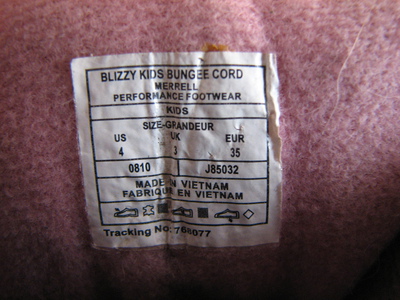 BLIZZY KIDS BUNGEE CORD
MERRELL
PERFORMANCE FOOTWEAR
KIDS
SIZE-GRANDEUR
US UK EUR
4 3 35
0810 J85032
MADE IN VIETNAM
FABRIQUE EN VIETNAM
Tracking No: 768077